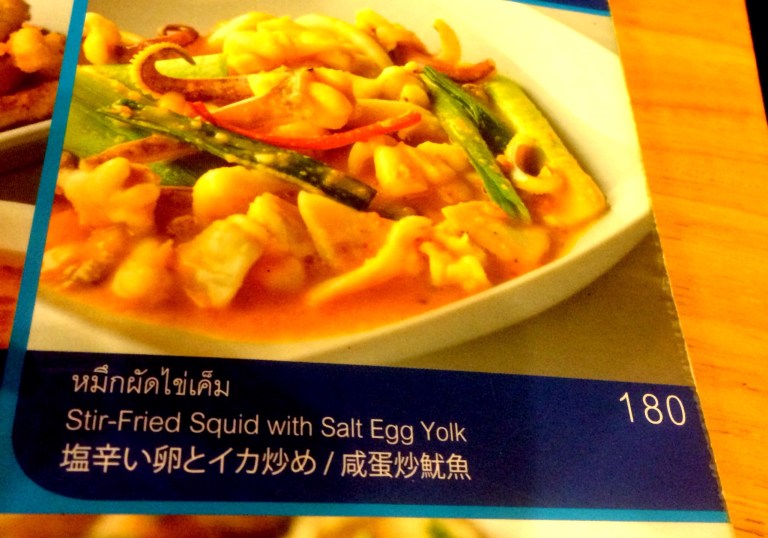 หมึกผัดไข่เค็ม
180
Stir-Fried Squid with Salt Egg Yolk
塩辛い卵とイカ炒め / 咸蛋炒魷魚